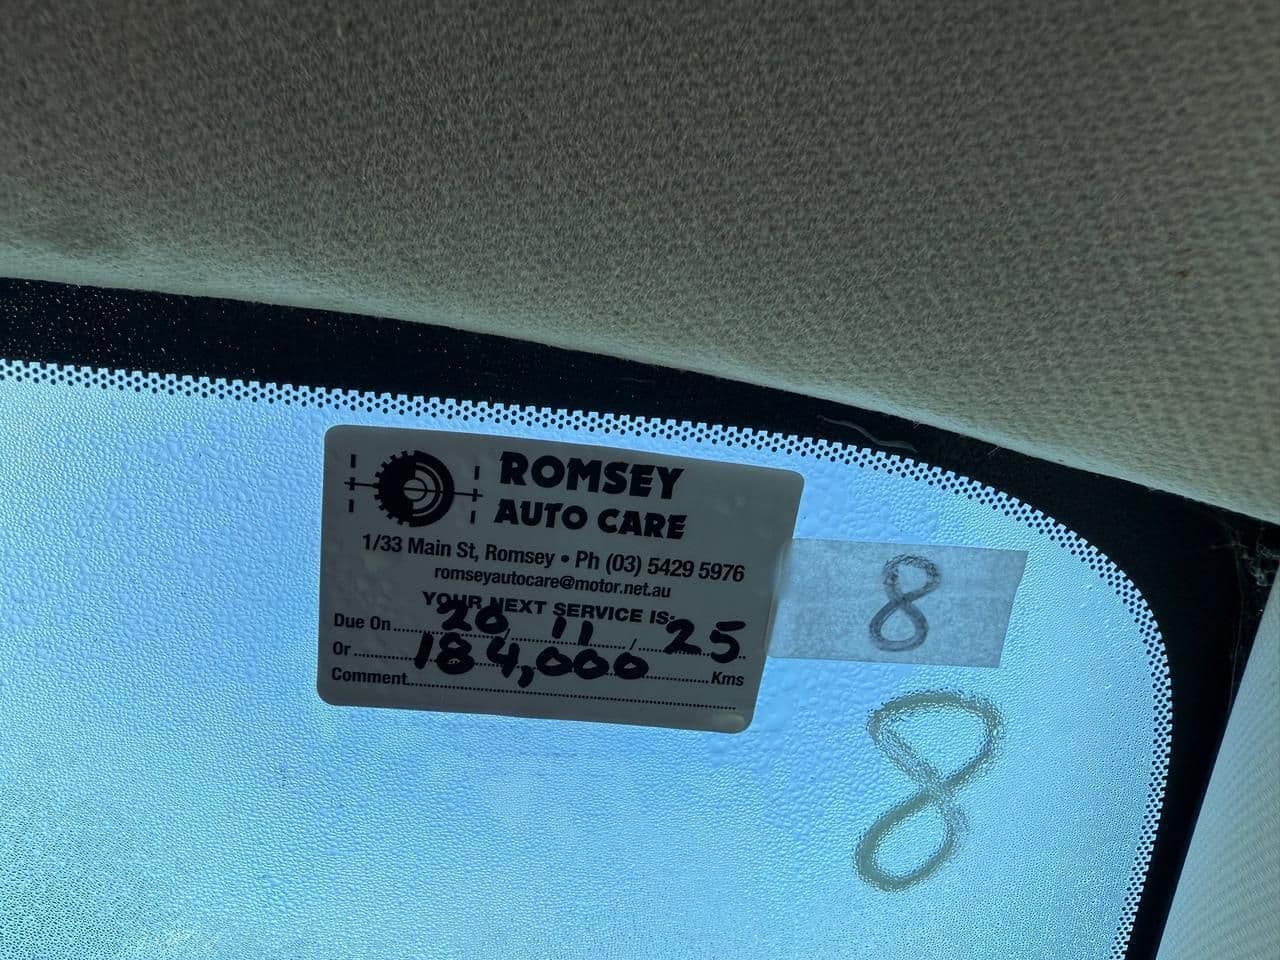 ROMSEY
AUTO CARE
1/33 Main St, Romsey • Ph (03) 5429 5976
romseyautocare@motor.net.au
YOUR NEXT SERVICE IS:
Due On 20 / 11 / 25
Or 184,000 Kms
Comment
8
8